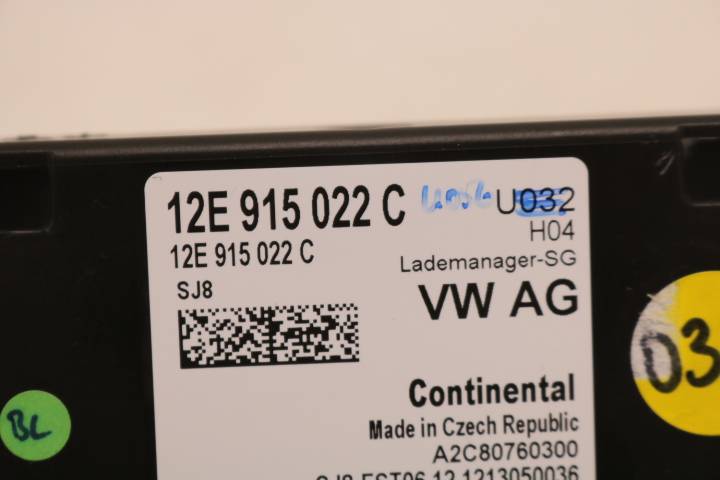 12E 915 022 C U032
H04
12E 915 022 C
Lademanager-SG
SJ8
VW AG
Continental
Made in Czech Republic
A2C80760300
BL
03